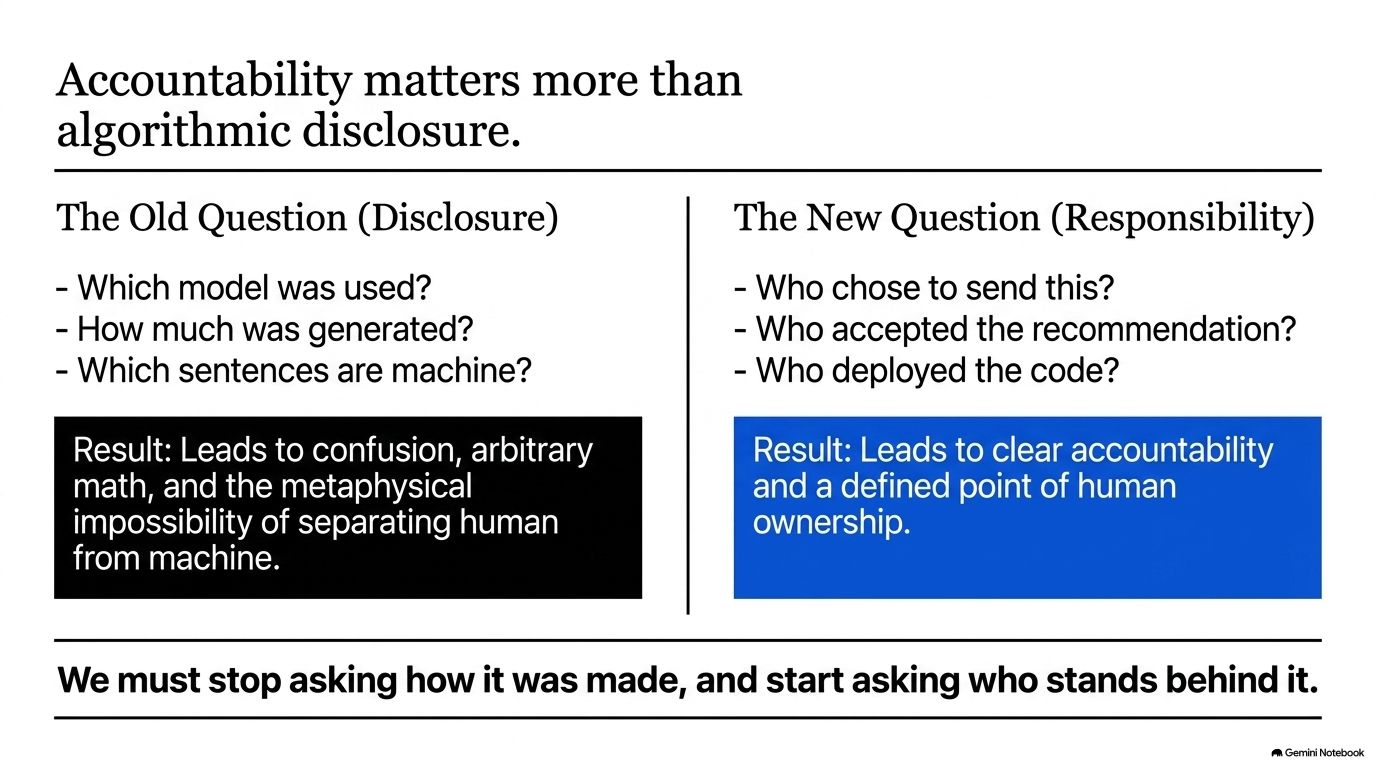 Accountability matters more than
algorithmic disclosure.
The Old Question (Disclosure)
- Which model was used?
- How much was generated?
- Which sentences are machine?
Result: Leads to confusion, arbitrary
math, and the metaphysical
impossibility of separating human
from machine.
The New Question (Responsibility)
- Who chose to send this?
- Who accepted the recommendation?
- Who deployed the code?
Result: Leads to clear accountability
and a defined point of human
ownership.
We must stop asking how it was made, and start asking who stands behind it.
Gemini Notebook